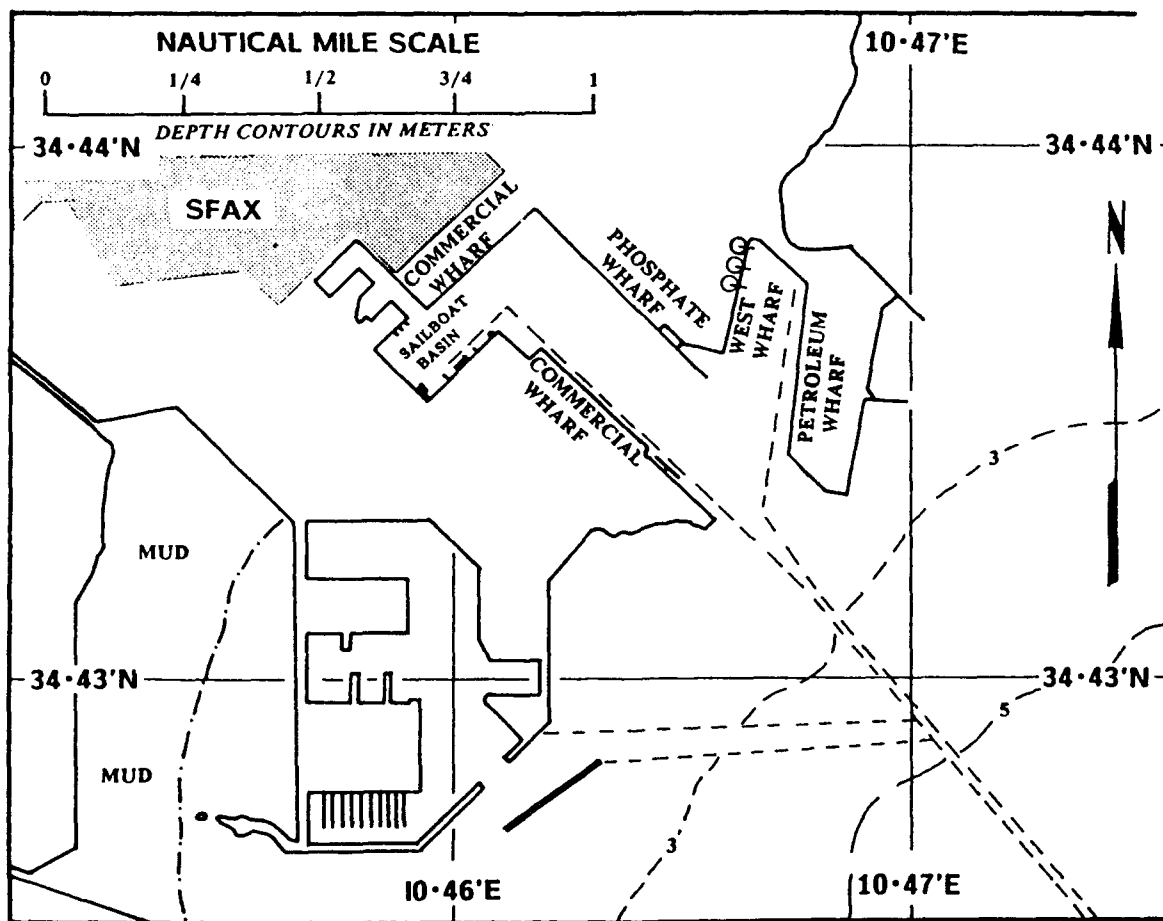 NAUTICAL MILE SCALE
0 1/4 1/2 3/4 1
DEPTH CONTOURS IN METERS
10·47'E
34·44'N
34·44'N
SFAX
N
COMMERCIAL
WHARF
PHOSPHATE
WHARF
WEST
WHARF
SAILBOAT
BASIN
COMMERCIAL
WHARF
PETROLEUM
WHARF
3
MUD
34·43'N
34·43'N
5
MUD
3
10·46'E
10·47'E